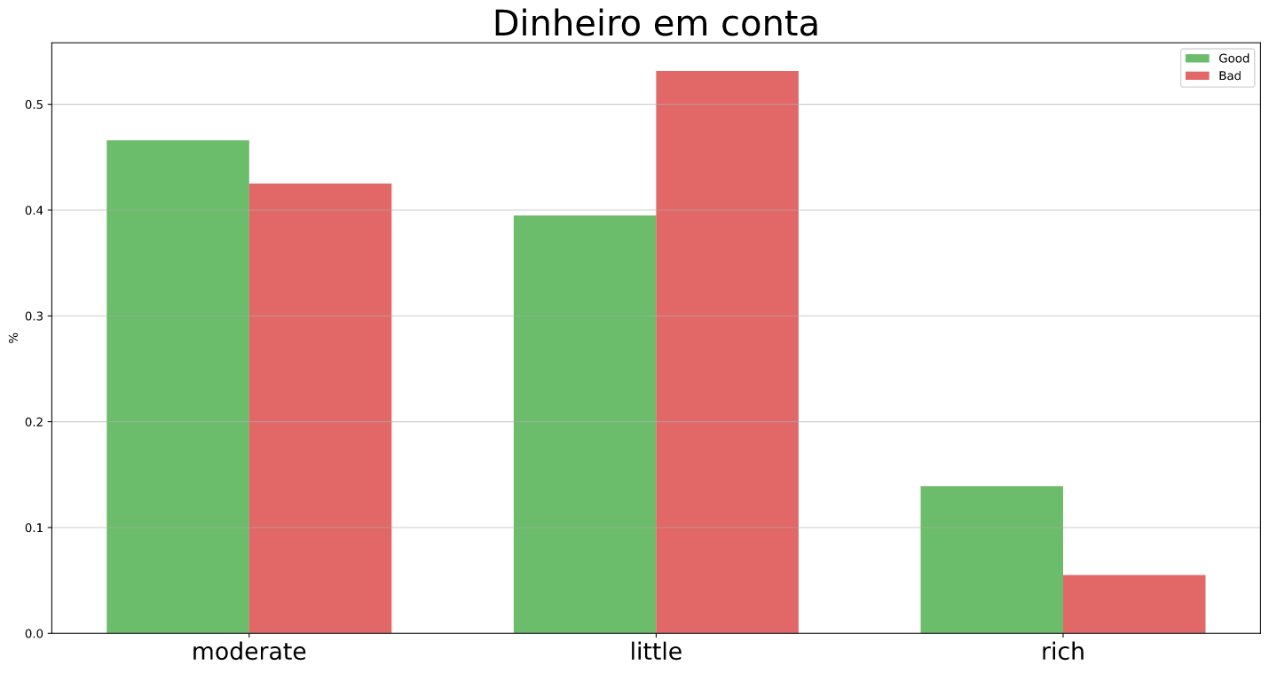 Dinheiro em conta
Good
Bad
0.5
0.4
0.3
0.2
0.1
0.0
%
moderate
little
rich